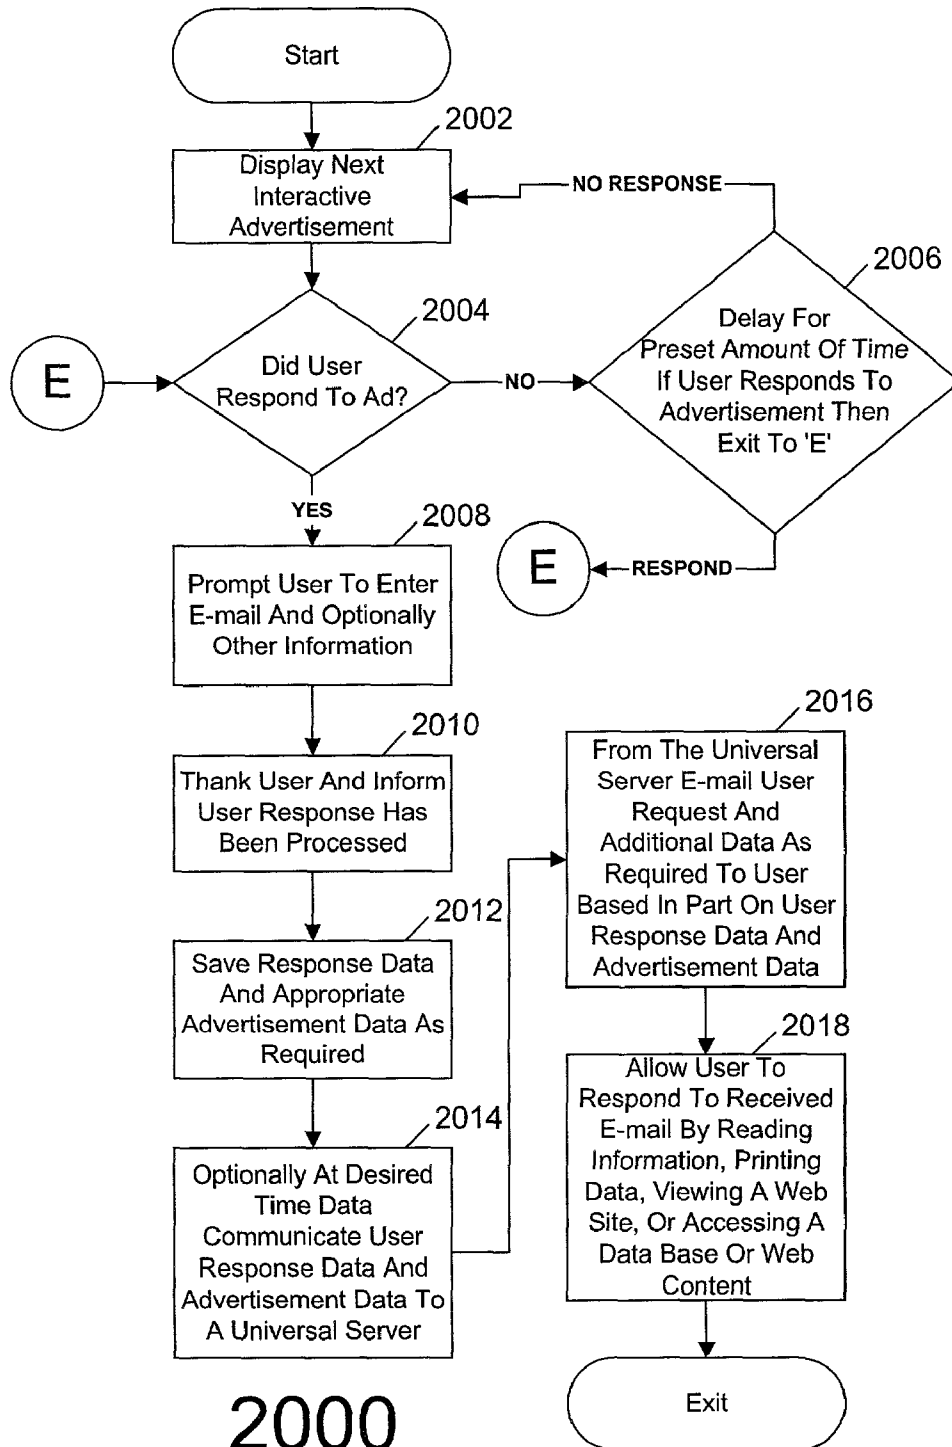 Start
2002
Display Next
Interactive
Advertisement
NO RESPONSE
2006
Delay For
Preset Amount Of Time
If User Responds To
Advertisement Then
Exit To 'E'
2004
Did User
Respond To Ad?
E
NO
YES
RESPOND
E
2008
Prompt User To Enter
E-mail And Optionally
Other Information
2010
Thank User And Inform
User Response Has
Been Processed
2012
Save Response Data
And Appropriate
Advertisement Data As
Required
2014
Optionally At Desired
Time Data
Communicate User
Response Data And
Advertisement Data To
A Universal Server
2016
From The Universal
Server E-mail User
Request And
Additional Data As
Required To User
Based In Part On User
Response Data And
Advertisement Data
2018
Allow User To
Respond To Received
E-mail By Reading
Information, Printing
Data, Viewing A Web
Site, Or Accessing A
Data Base Or Web
Content
Exit
2000